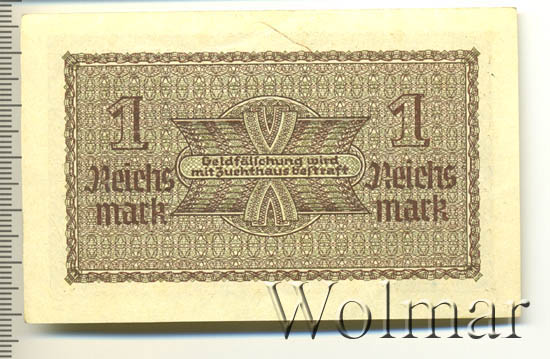 1
Reichs
mark
Geldfälschung wird
mit Zuchthaus bestraft
1
Reichs
mark
Wolmar